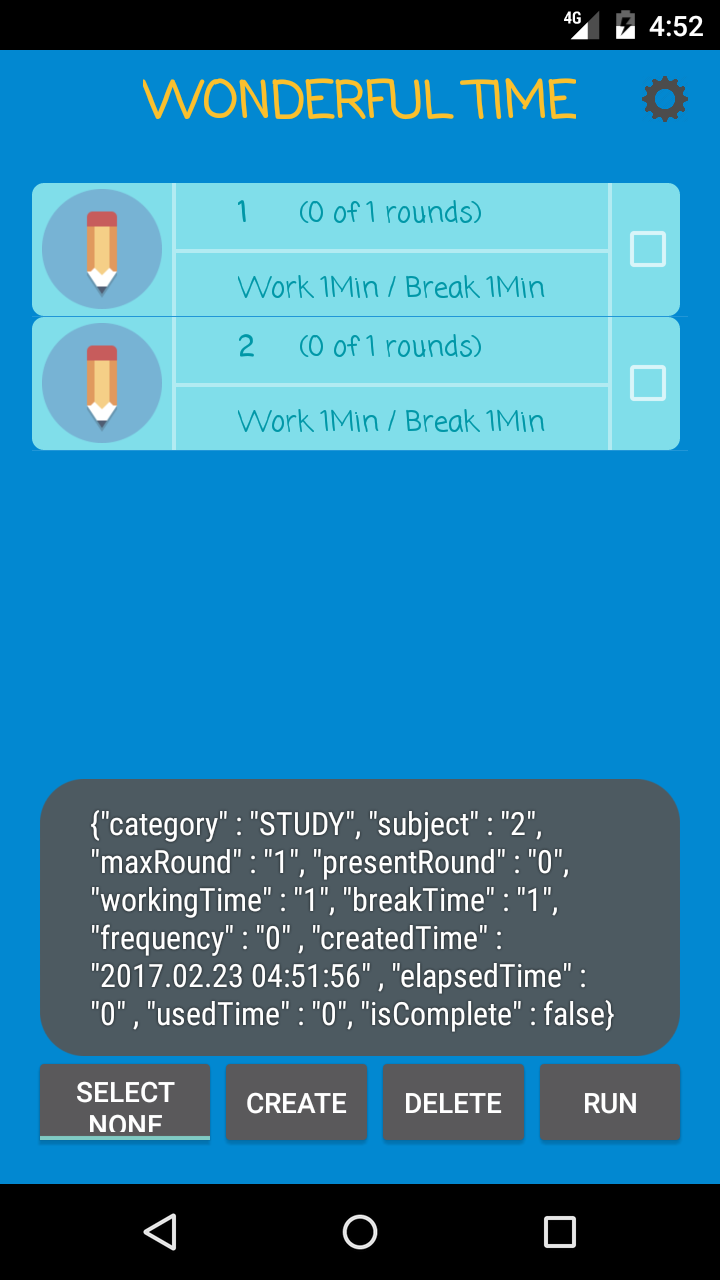 4G 4:52
WONDERFUL TIME
1 (0 of 1 rounds)
Work 1Min / Break 1Min
2 (0 of 1 rounds)
Work 1Min / Break 1Min
{"category" : "STUDY", "subject" : "2",
"maxRound" : "1", "presentRound" : "0",
"workingTime" : "1", "breakTime" : "1",
"frequency" : "0" , "createdTime" :
"2017.02.23 04:51:56" , "elapsedTime" :
"0" , "usedTime" : "0", "isComplete" : false}
SELECT
NONE
CREATE
DELETE
RUN